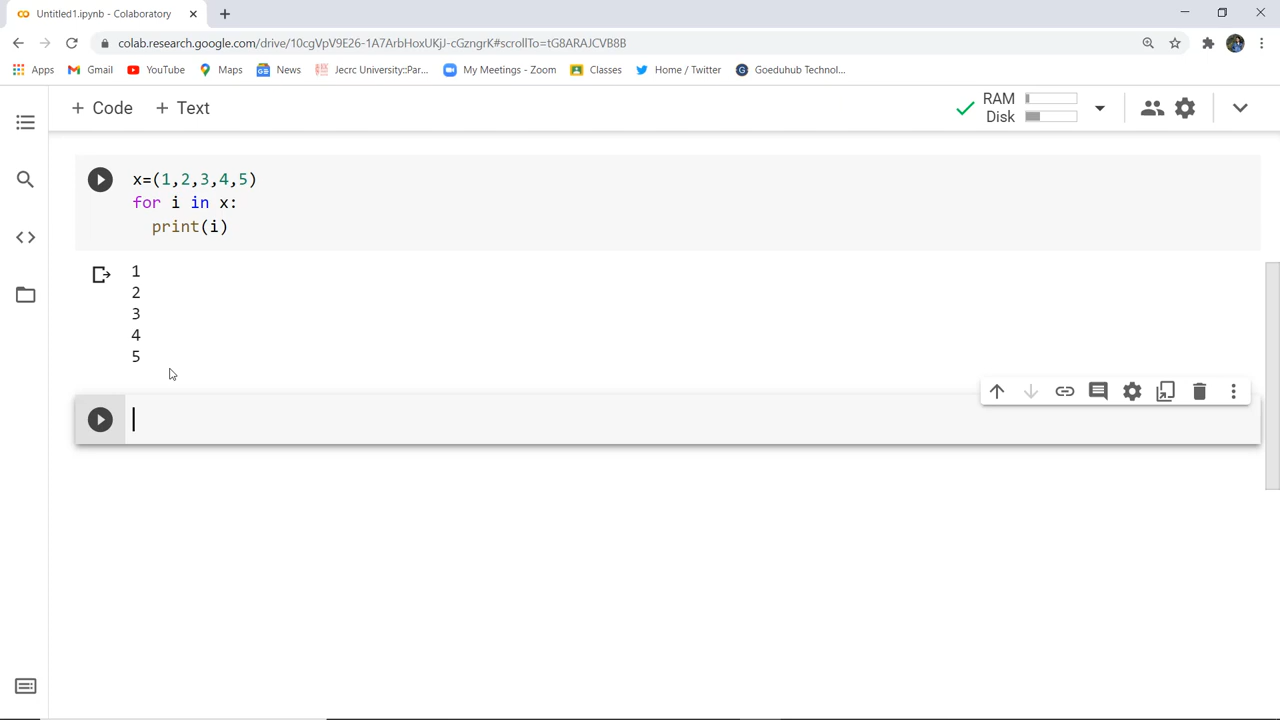 Untitled1.ipynb - Colaboratory
colab.research.google.com/drive/10cgVpV9E26-1A7ArbHoxUKjJ-cGzngrK#scrollTo=tG8ARAJCVB8B
Apps Gmail YouTube Maps News Jecrc University::Par... My Meetings - Zoom Classes Home / Twitter Goeduhub Technol...
+ Code + Text RAM
Disk
x=(1,2,3,4,5)
for i in x:
  print(i)
1
2
3
4
5